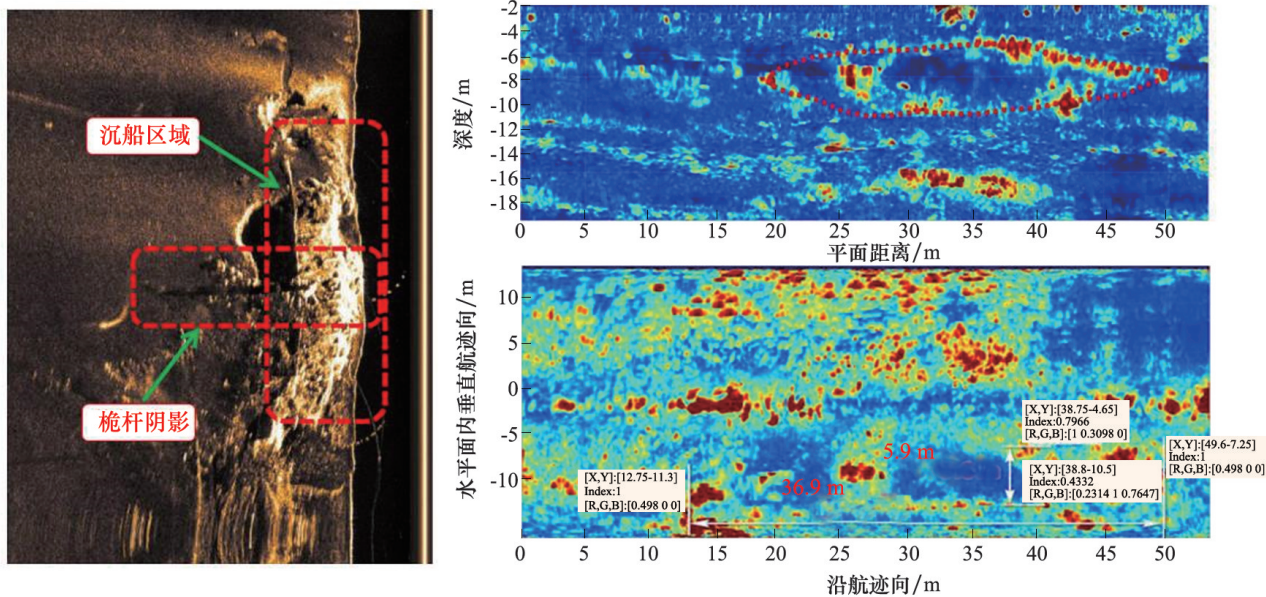 沉船区域
桅杆阴影
深度/m
-2
-4
-6
-8
-10
-12
-14
-16
-18
0 5 10 15 20 25 30 35 40 45 50
平面距离/m
水平面内垂直航迹向/m
10
5
0
-5
-10
[X,Y]:[38.75-4.65]
Index:0.7966
[R,G,B]:[1 0.3098 0]
[X,Y]:[49.6-7.25]
Index:1
[R,G,B]:[0.498 0 0]
5.9 m
[X,Y]:[38.8-10.5]
Index:0.4332
[R,G,B]:[0.2314 1 0.7647]
[X,Y]:[12.75-11.3]
Index:1
[R,G,B]:[0.498 0 0]
36.9 m
0 5 10 15 20 25 30 35 40 45 50
沿航迹向/m